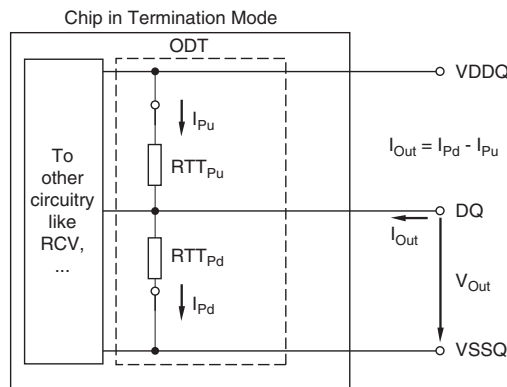 Chip in Termination Mode
ODT
VDDQ
I_Pu
I_Out = I_Pd - I_Pu
To
other
circuitry
like
RCV,
...
RTT_Pu
DQ
I_Out
RTT_Pd
V_Out
I_Pd
VSSQ